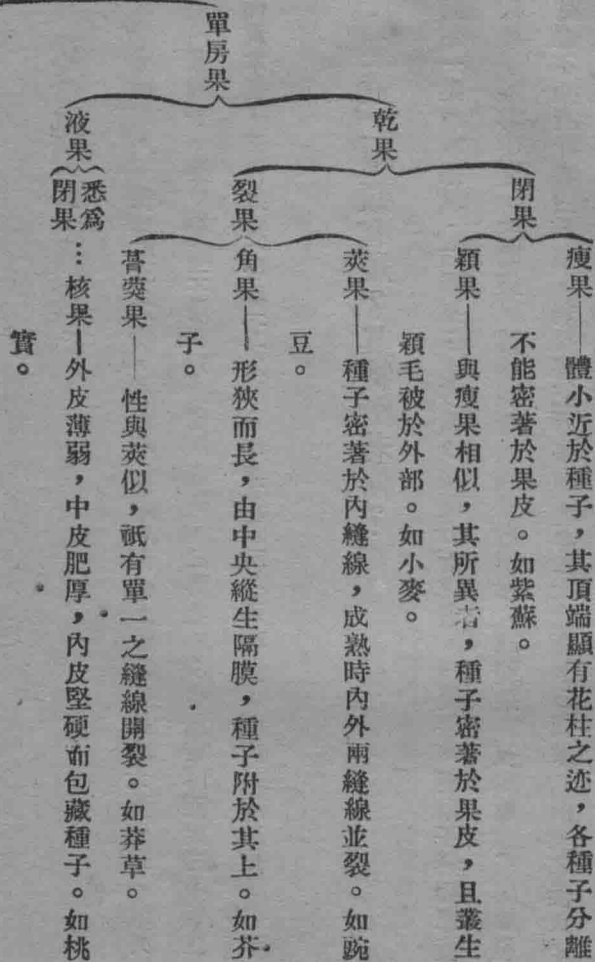 單房果
乾果
閉果
瘦果——體小近於種子，其頂端顯有花柱之迹，各種子分離
不能密著於果皮。如紫蘇。
穎果——與瘦果相似，其所異者，種子密著於果皮，且叢生
穎毛被於外部。如小麥。
裂果
莢果——種子密著於內縫線，成熟時內外兩縫線並裂。如豌
豆。
角果——形狹而長，由中央縱生隔膜，種子附於其上。如芥
子。
蓇葖果——性與莢似，祇有單一之縫線開裂。如莽草。
液果
悉爲
閉果
…核果——外皮薄弱，中皮肥厚，內皮堅硬而包藏種子。如桃
實。